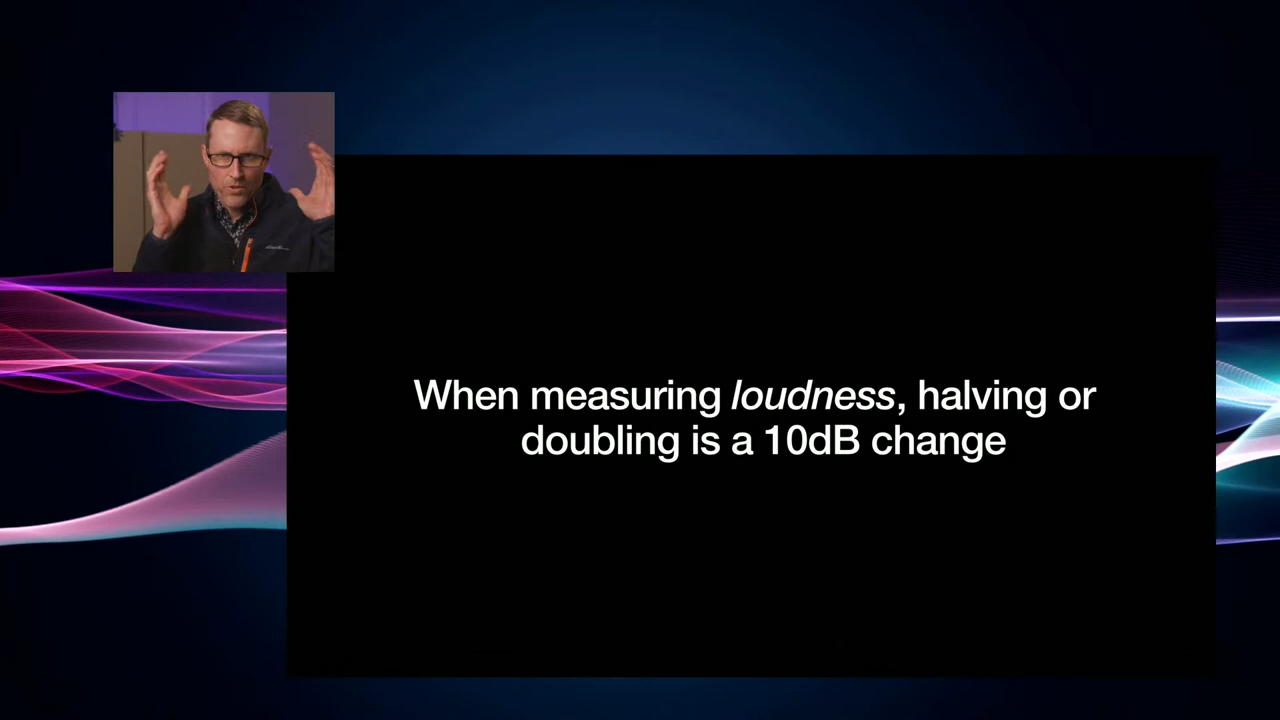 When measuring loudness, halving or
doubling is a 10dB change